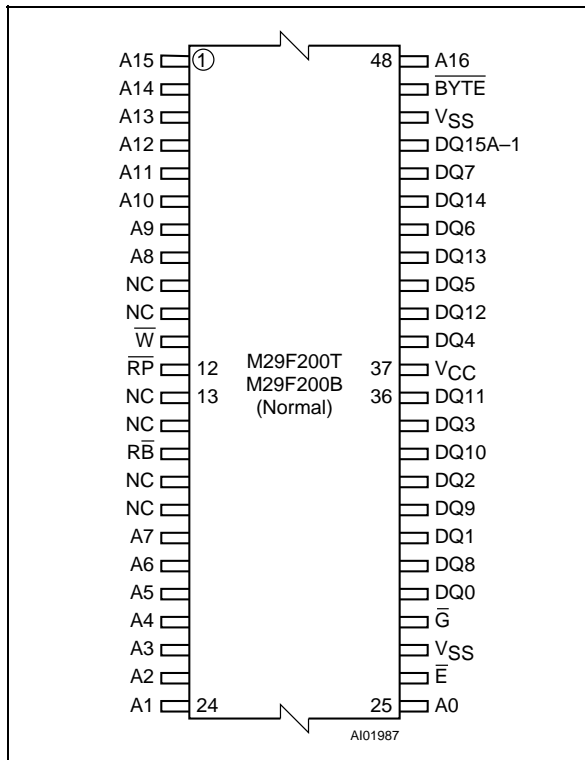 A15 1 48 A16
A14 B̅Y̅T̅E̅
A13 VSS
A12 DQ15A–1
A11 DQ7
A10 DQ14
A9 DQ6
A8 DQ13
NC DQ5
NC DQ12
W̅ DQ4
R̅P̅ 12 M29F200T 37 VCC
NC 13 M29F200B 36 DQ11
(Normal)
NC DQ3
RB̅ DQ10
NC DQ2
NC DQ9
A7 DQ1
A6 DQ8
A5 DQ0
A4 G̅
A3 VSS
A2 E̅
A1 24 25 A0
AI01987